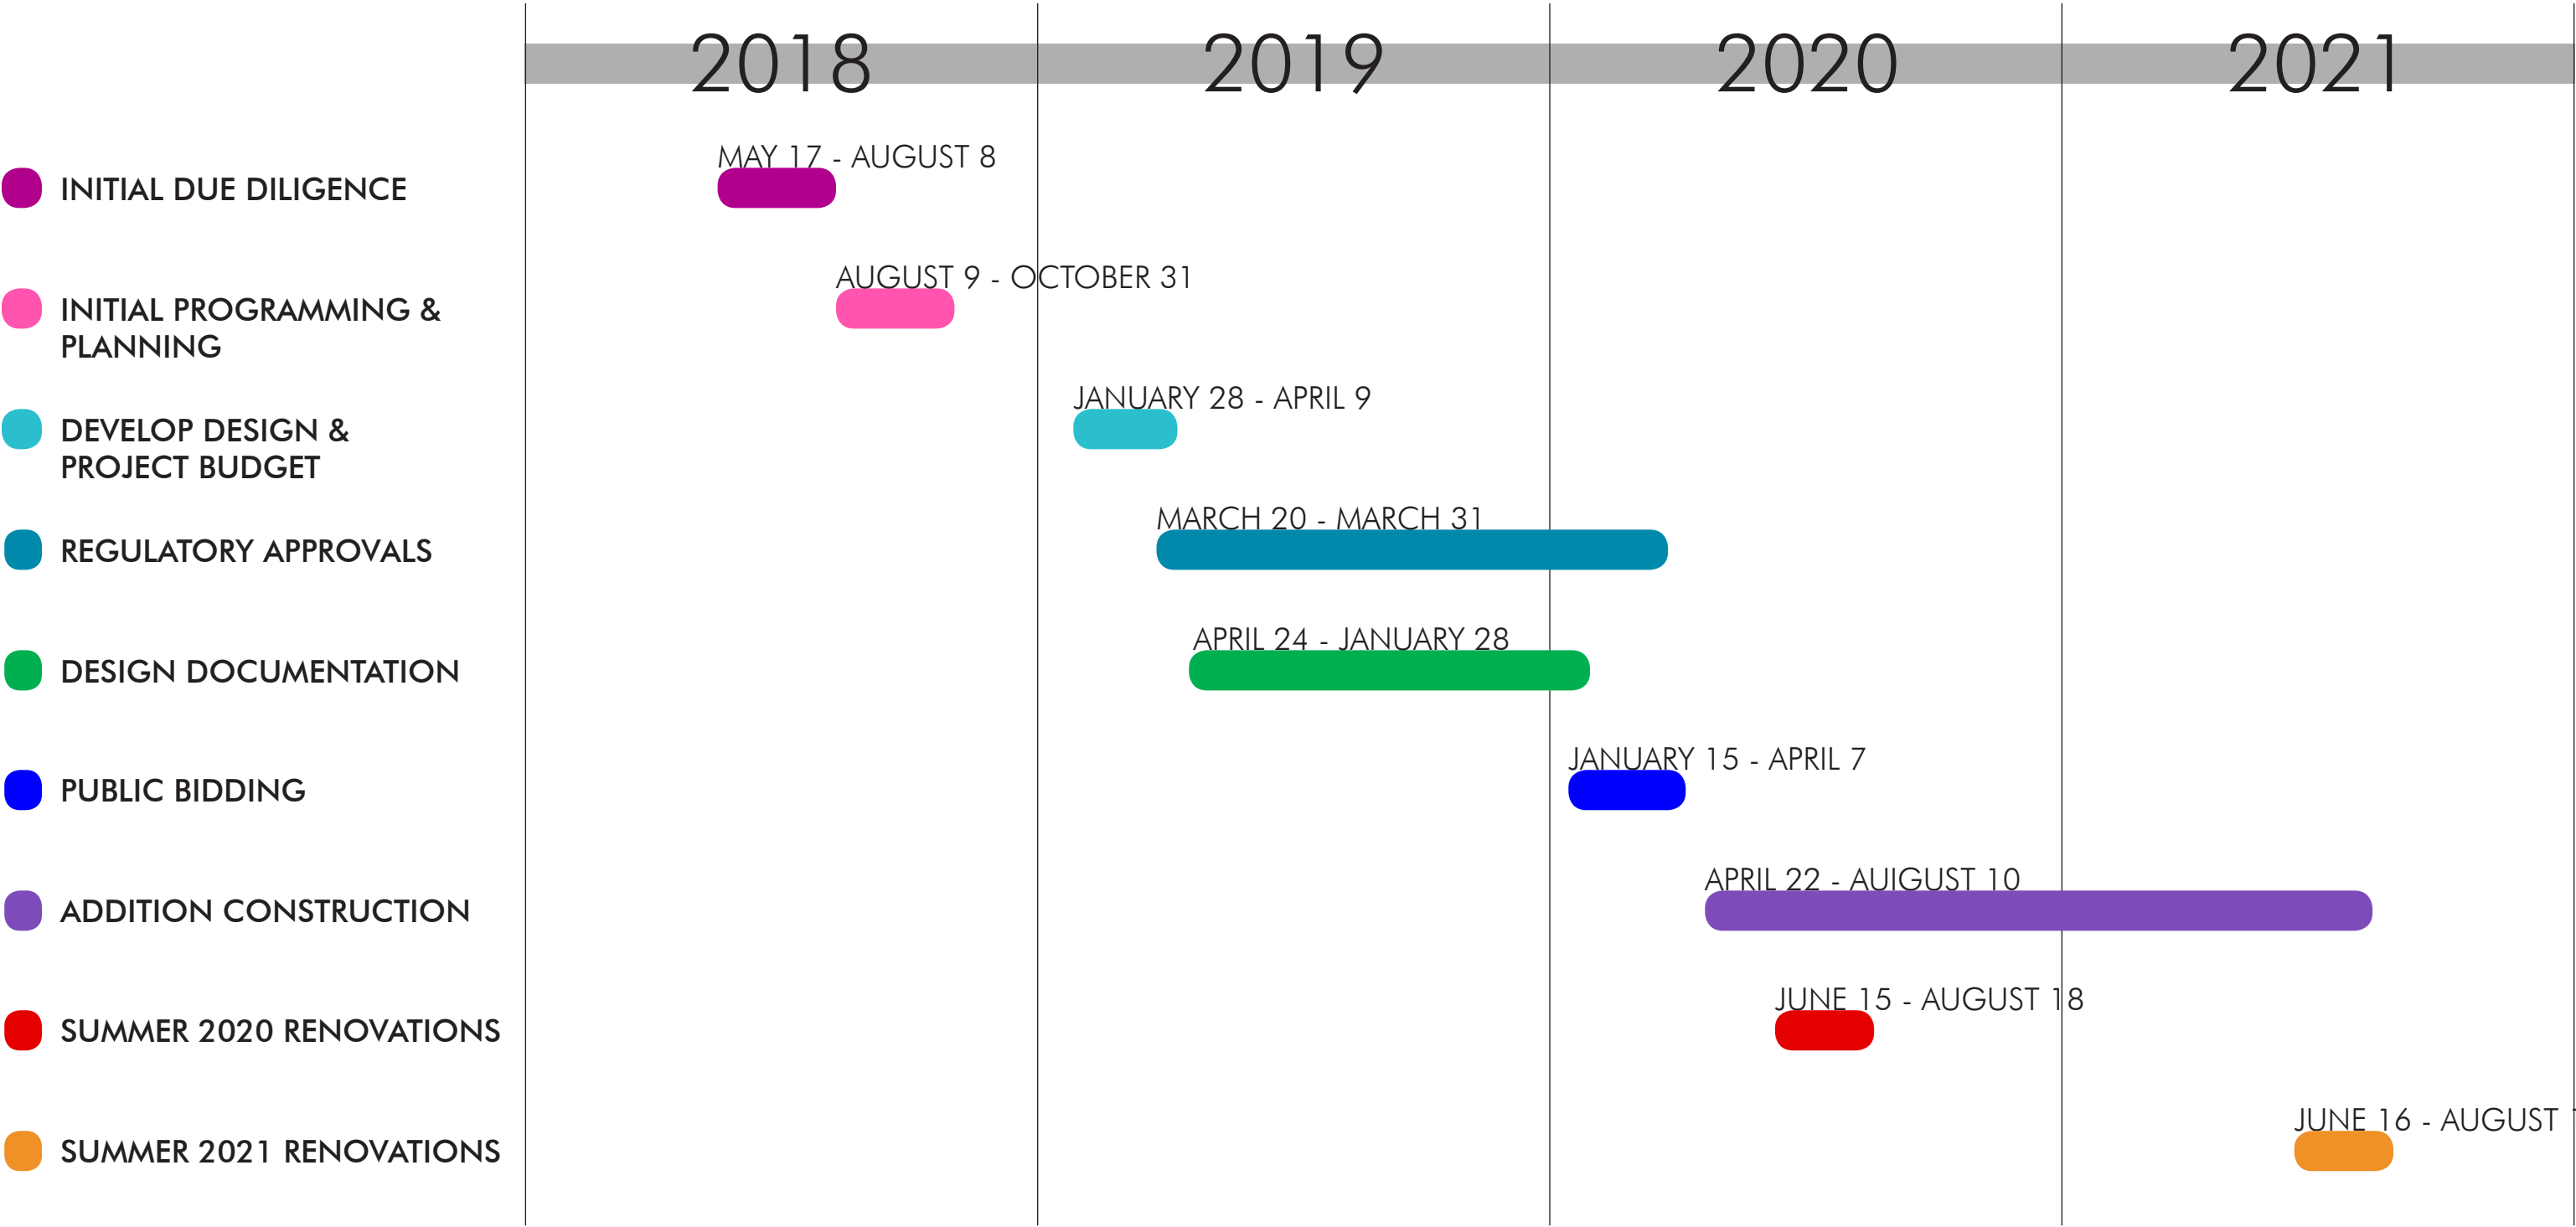 2018 2019 2020 2021
MAY 17 - AUGUST 8
INITIAL DUE DILIGENCE
AUGUST 9 - OCTOBER 31
INITIAL PROGRAMMING &
PLANNING
JANUARY 28 - APRIL 9
DEVELOP DESIGN &
PROJECT BUDGET
MARCH 20 - MARCH 31
REGULATORY APPROVALS
APRIL 24 - JANUARY 28
DESIGN DOCUMENTATION
JANUARY 15 - APRIL 7
PUBLIC BIDDING
APRIL 22 - AUIGUST 10
ADDITION CONSTRUCTION
JUNE 15 - AUGUST 18
SUMMER 2020 RENOVATIONS
JUNE 16 - AUGUST
SUMMER 2021 RENOVATIONS